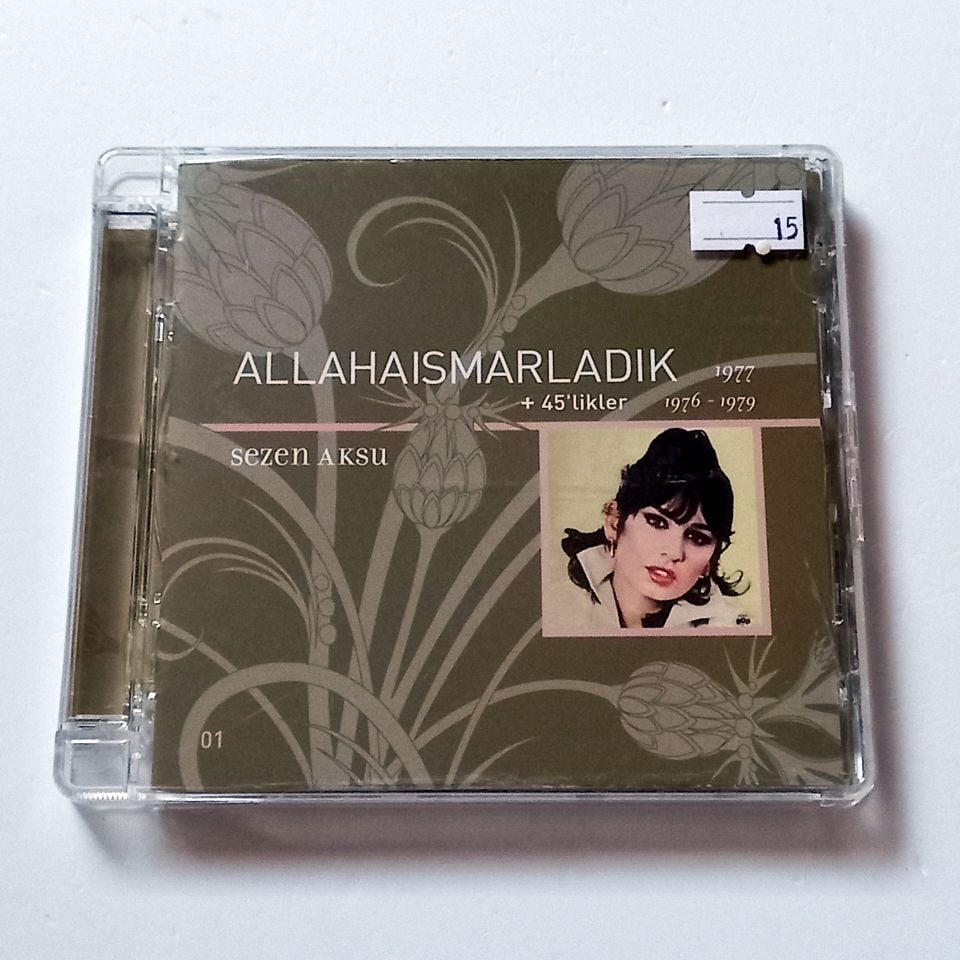 15
ALLAHAISMARLADIK 1977
+ 45'likler 1976 - 1979
sezen AKSU
01